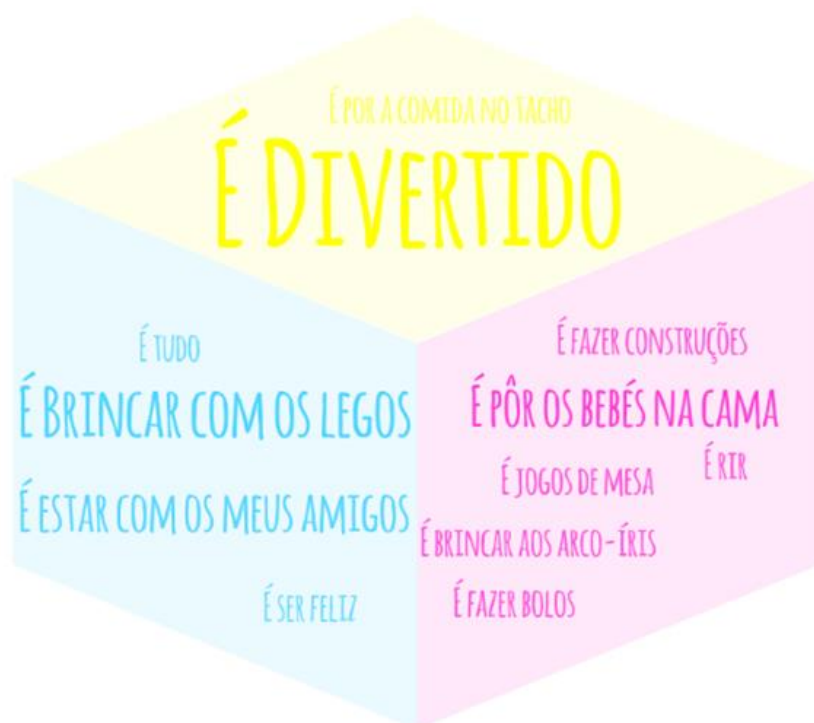 É POR A COMIDA NO TACHO
É DIVERTIDO
É TUDO
É BRINCAR COM OS LEGOS
É ESTAR COM OS MEUS AMIGOS
É SER FELIZ
É FAZER CONSTRUÇÕES
É PÔR OS BEBÉS NA CAMA
É RIR
É JOGOS DE MESA
É BRINCAR AOS ARCO-ÍRIS
É FAZER BOLOS